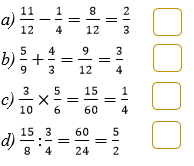 a) 11/12 − 1/4 = 8/12 = 2/3
b) 5/9 + 4/3 = 9/12 = 3/4
c) 3/10 × 5/6 = 15/60 = 1/4
d) 15/8 : 3/4 = 60/24 = 5/2